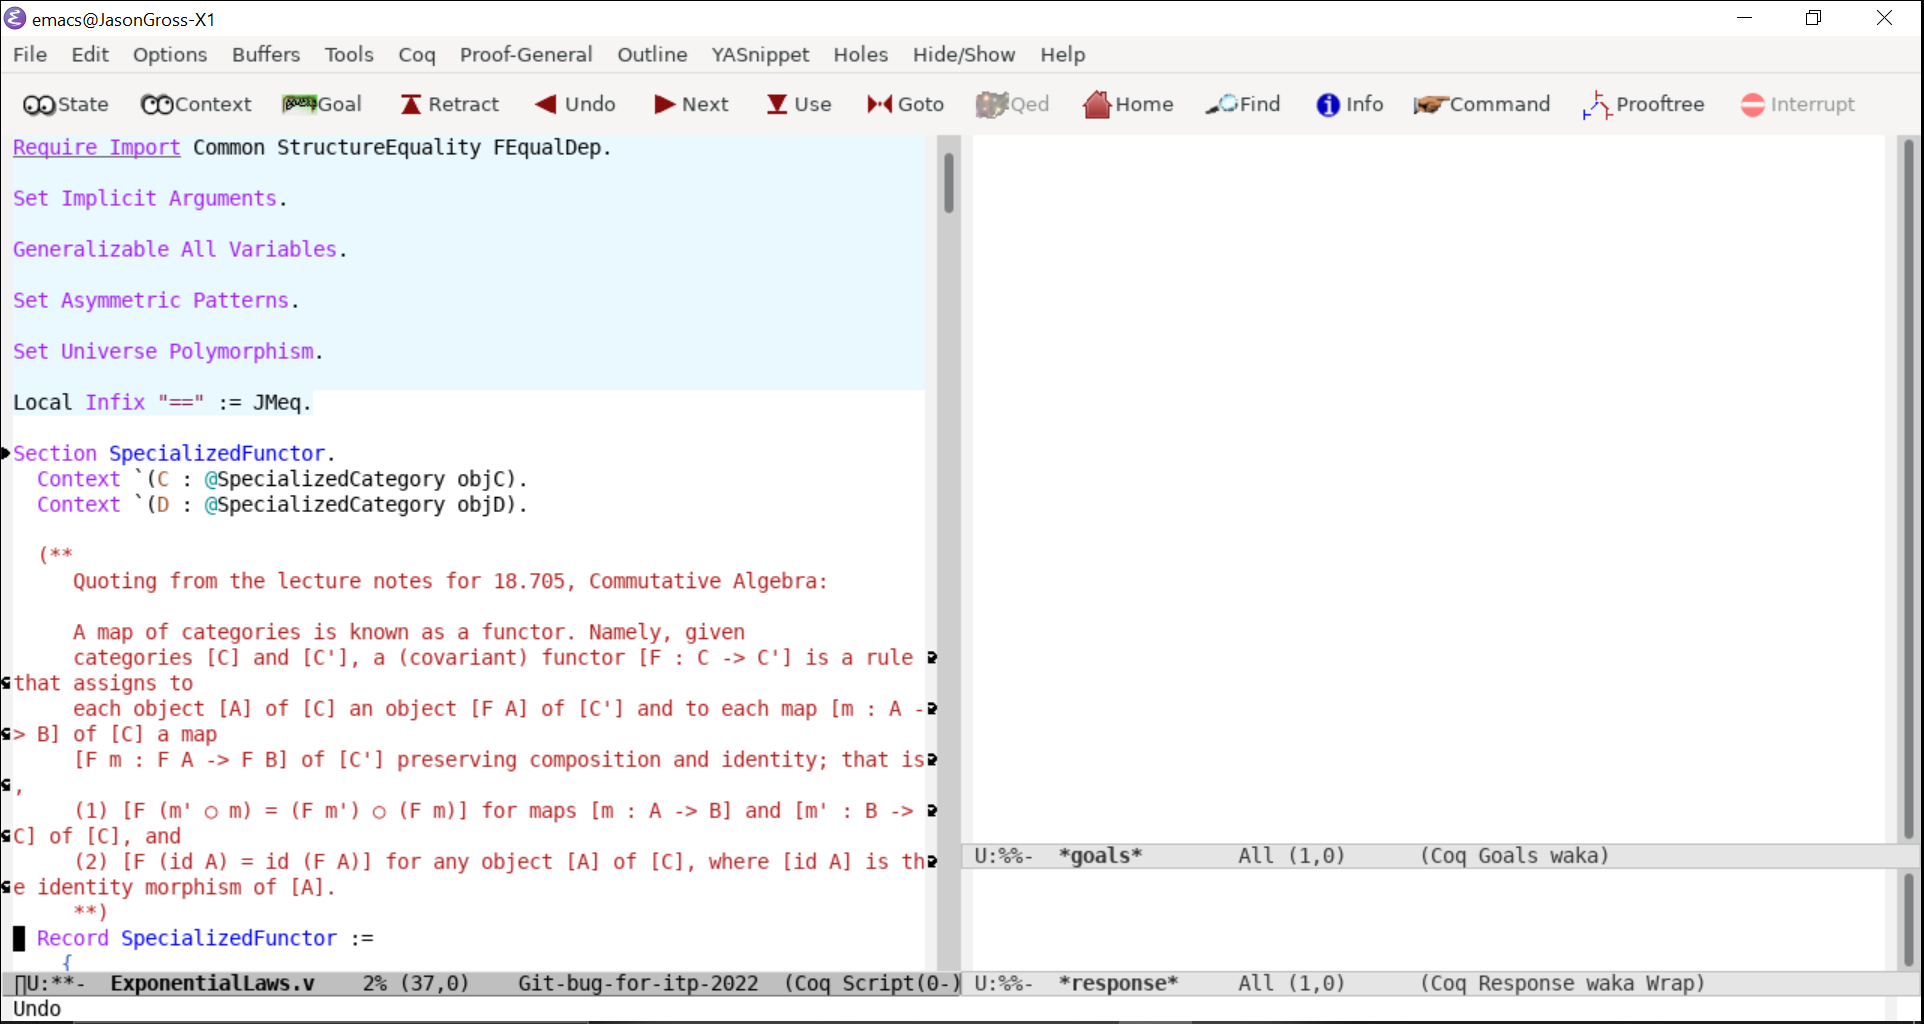 emacs@JasonGross-X1
File Edit Options Buffers Tools Coq Proof-General Outline YASnippet Holes Hide/Show Help
State Context Goal Retract Undo Next Use Goto Qed Home Find Info Command Prooftree Interrupt
Require Import Common StructureEquality FEqualDep.
Set Implicit Arguments.
Generalizable All Variables.
Set Asymmetric Patterns.
Set Universe Polymorphism.
Local Infix "==" := JMeq.
Section SpecializedFunctor.
Context `(C : @SpecializedCategory objC).
Context `(D : @SpecializedCategory objD).
(**
Quoting from the lecture notes for 18.705, Commutative Algebra:
A map of categories is known as a functor. Namely, given
categories [C] and [C'], a (covariant) functor [F : C -> C'] is a rule
that assigns to
each object [A] of [C] an object [F A] of [C'] and to each map [m : A -
> B] of [C] a map
[F m : F A -> F B] of [C'] preserving composition and identity; that is
,
(1) [F (m' ○ m) = (F m') ○ (F m)] for maps [m : A -> B] and [m' : B ->
C] of [C], and
(2) [F (id A) = id (F A)] for any object [A] of [C], where [id A] is th
e identity morphism of [A].
**)
Record SpecializedFunctor :=
{
U:**- ExponentialLaws.v 2% (37,0) Git-bug-for-itp-2022 (Coq Script(0-)
Undo
U:%%- *goals* All (1,0) (Coq Goals waka)
U:%%- *response* All (1,0) (Coq Response waka Wrap)